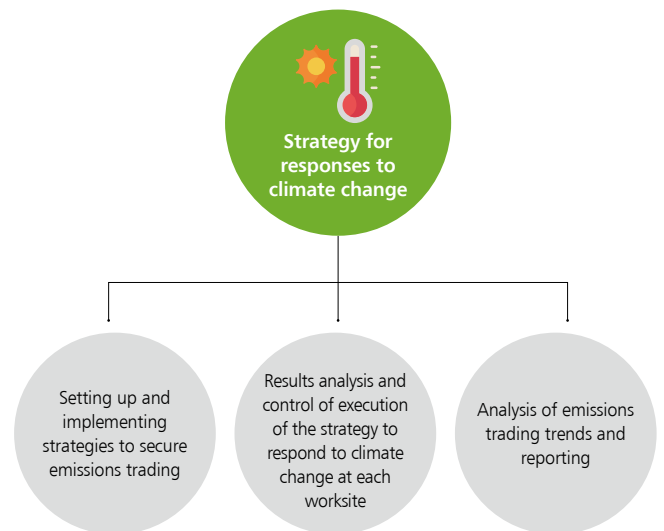 Strategy for
responses to
climate change
Setting up and
implementing
strategies to secure
emissions trading
Results analysis and
control of execution
of the strategy to
respond to climate
change at each
worksite
Analysis of emissions
trading trends and
reporting